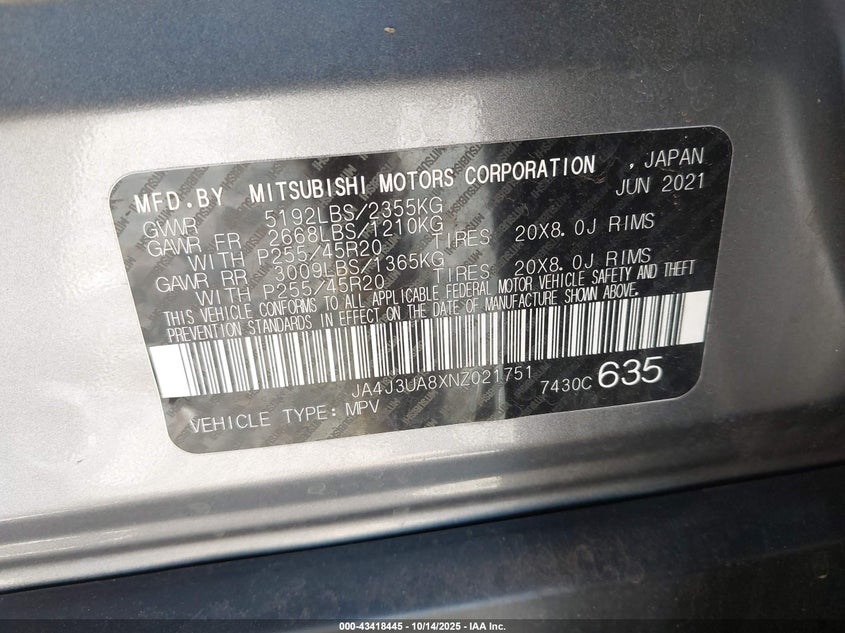 MFD.BY MITSUBISHI MOTORS CORPORATION , JAPAN
JUN 2021
GVWR 5192LBS/2355KG
GAWR FR 2668LBS/1210KG
WITH P255/45R20 TIRES 20X8.0J RIMS
GAWR RR 3009LBS/1365KG
WITH P255/45R20 TIRES 20X8.0J RIMS
THIS VEHICLE CONFORMS TO ALL APPLICABLE FEDERAL MOTOR VEHICLE SAFETY AND THEFT
PREVENTION STANDARDS IN EFFECT ON THE DATE OF MANUFACTURE SHOWN ABOVE.
JA4J3UA8XNZ021751 7430C 635
VEHICLE TYPE: MPV
000-43418445 - 10/14/2025 - IAA Inc.